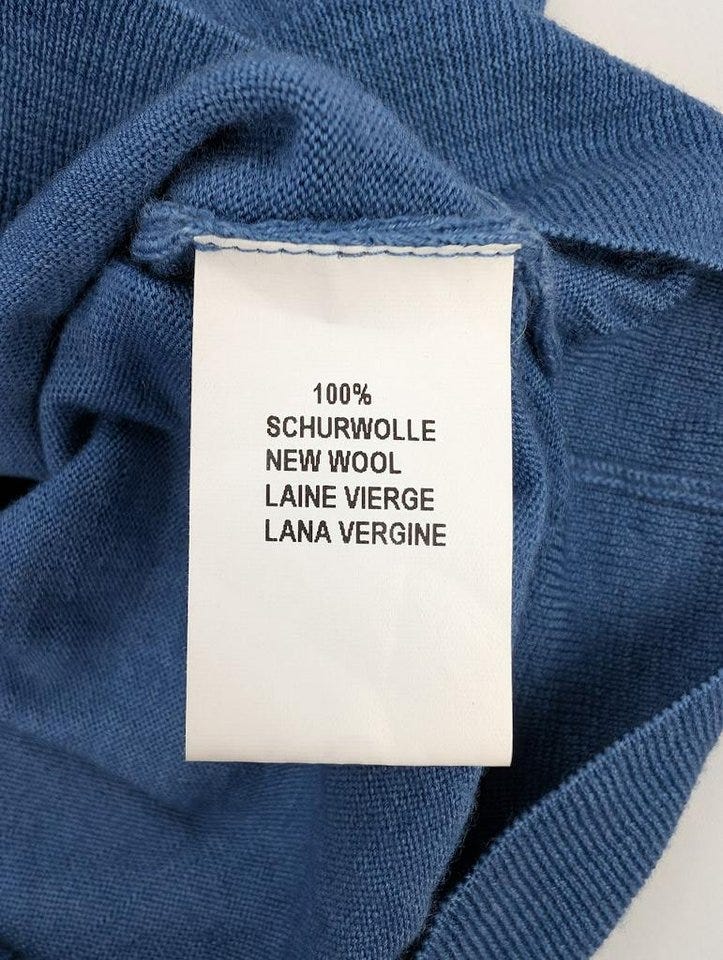 100%
SCHURWOLLE
NEW WOOL
LAINE VIERGE
LANA VERGINE